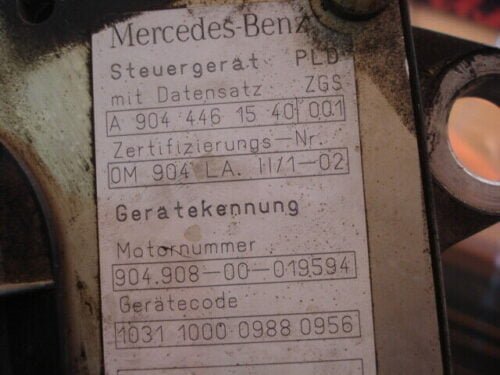 Mercedes-Benz
Steuergerät PLD
mit Datensatz ZGS
A 904 446 15 40 001
Zertifizierungs-Nr.
OM 904 LA. II/1-02
Gerätekennung
Motornummer
904.908-00-019594
Gerätecode
1031 1000 0988 0956